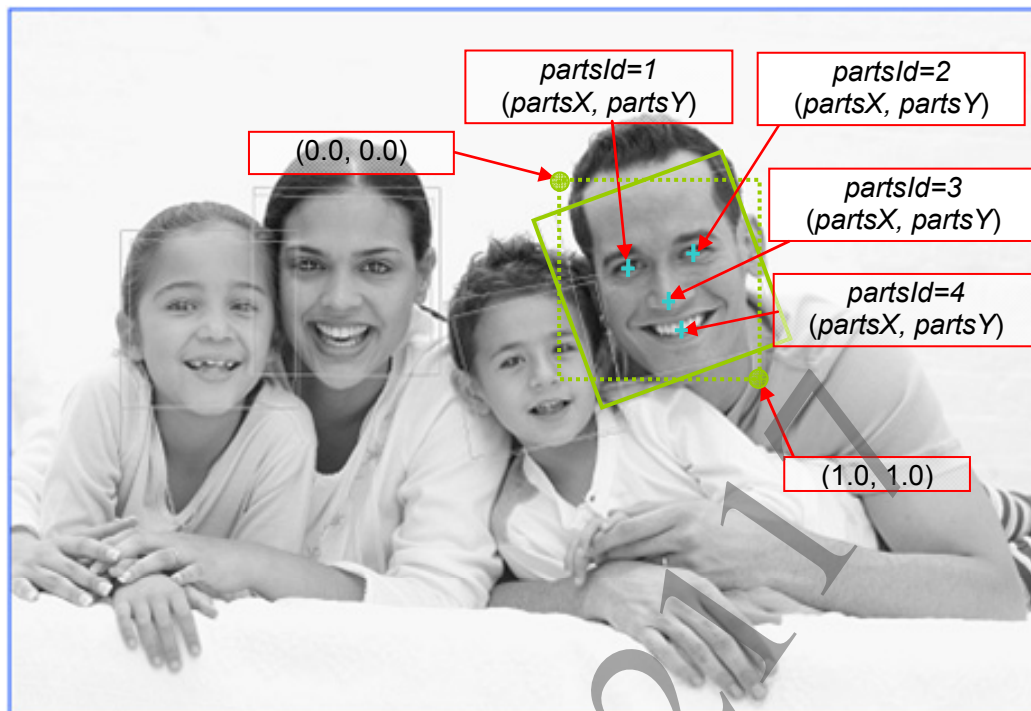 partsId=1
(partsX, partsY)
partsId=2
(partsX, partsY)
(0.0, 0.0)
partsId=3
(partsX, partsY)
partsId=4
(partsX, partsY)
(1.0, 1.0)